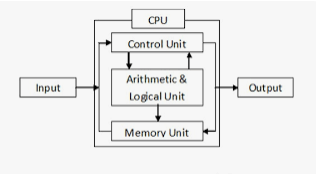 CPU
Control Unit
Arithmetic &
Logical Unit
Input
Output
Memory Unit